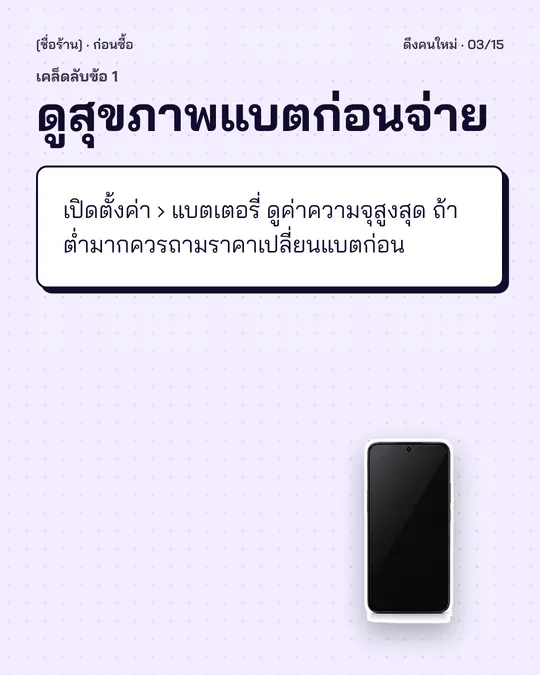 [ชื่อร้าน] · ก่อนซื้อ
ดึงคนใหม่ · 03/15
เคล็ดลับข้อ 1
ดูสุขภาพแบตก่อนจ่าย
เปิดตั้งค่า › แบตเตอรี่ ดูค่าความจุสูงสุด ถ้า
ต่ำมากควรถามราคาเปลี่ยนแบตก่อน